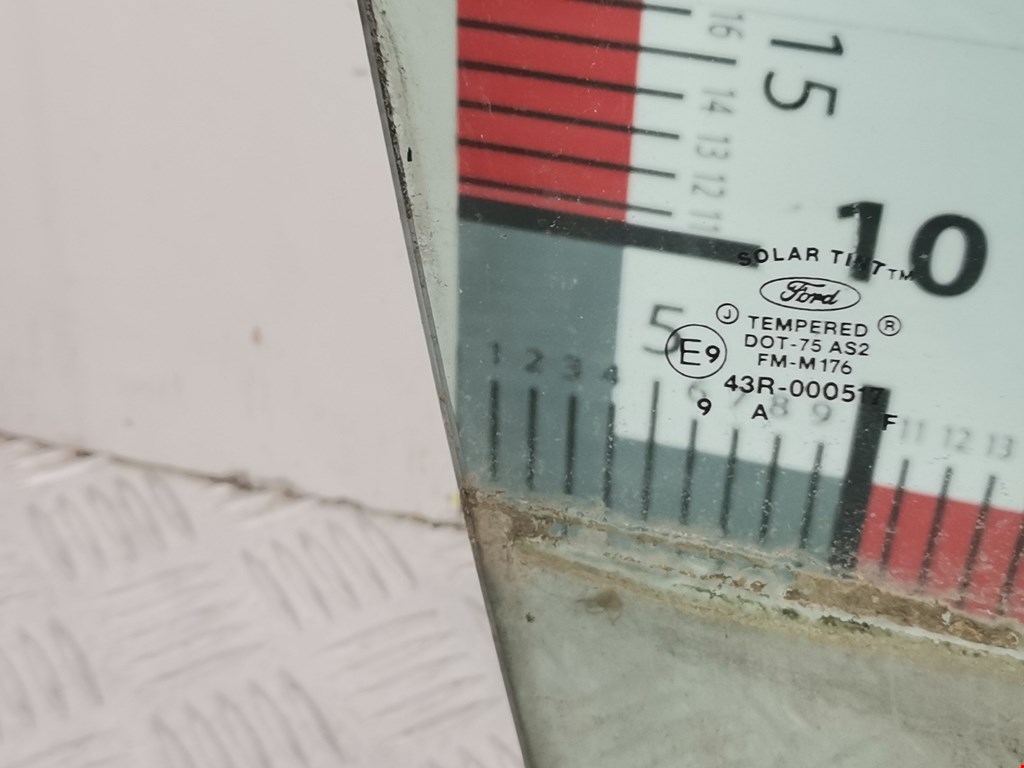 16
15
14
13
12
11
10
SOLAR TINT™
Ford
J TEMPERED ®
5
DOT-75 AS2
E9
FM-M176
43R-000517
9 A F
1 2 3 4 6 7 8 9 11 12 13